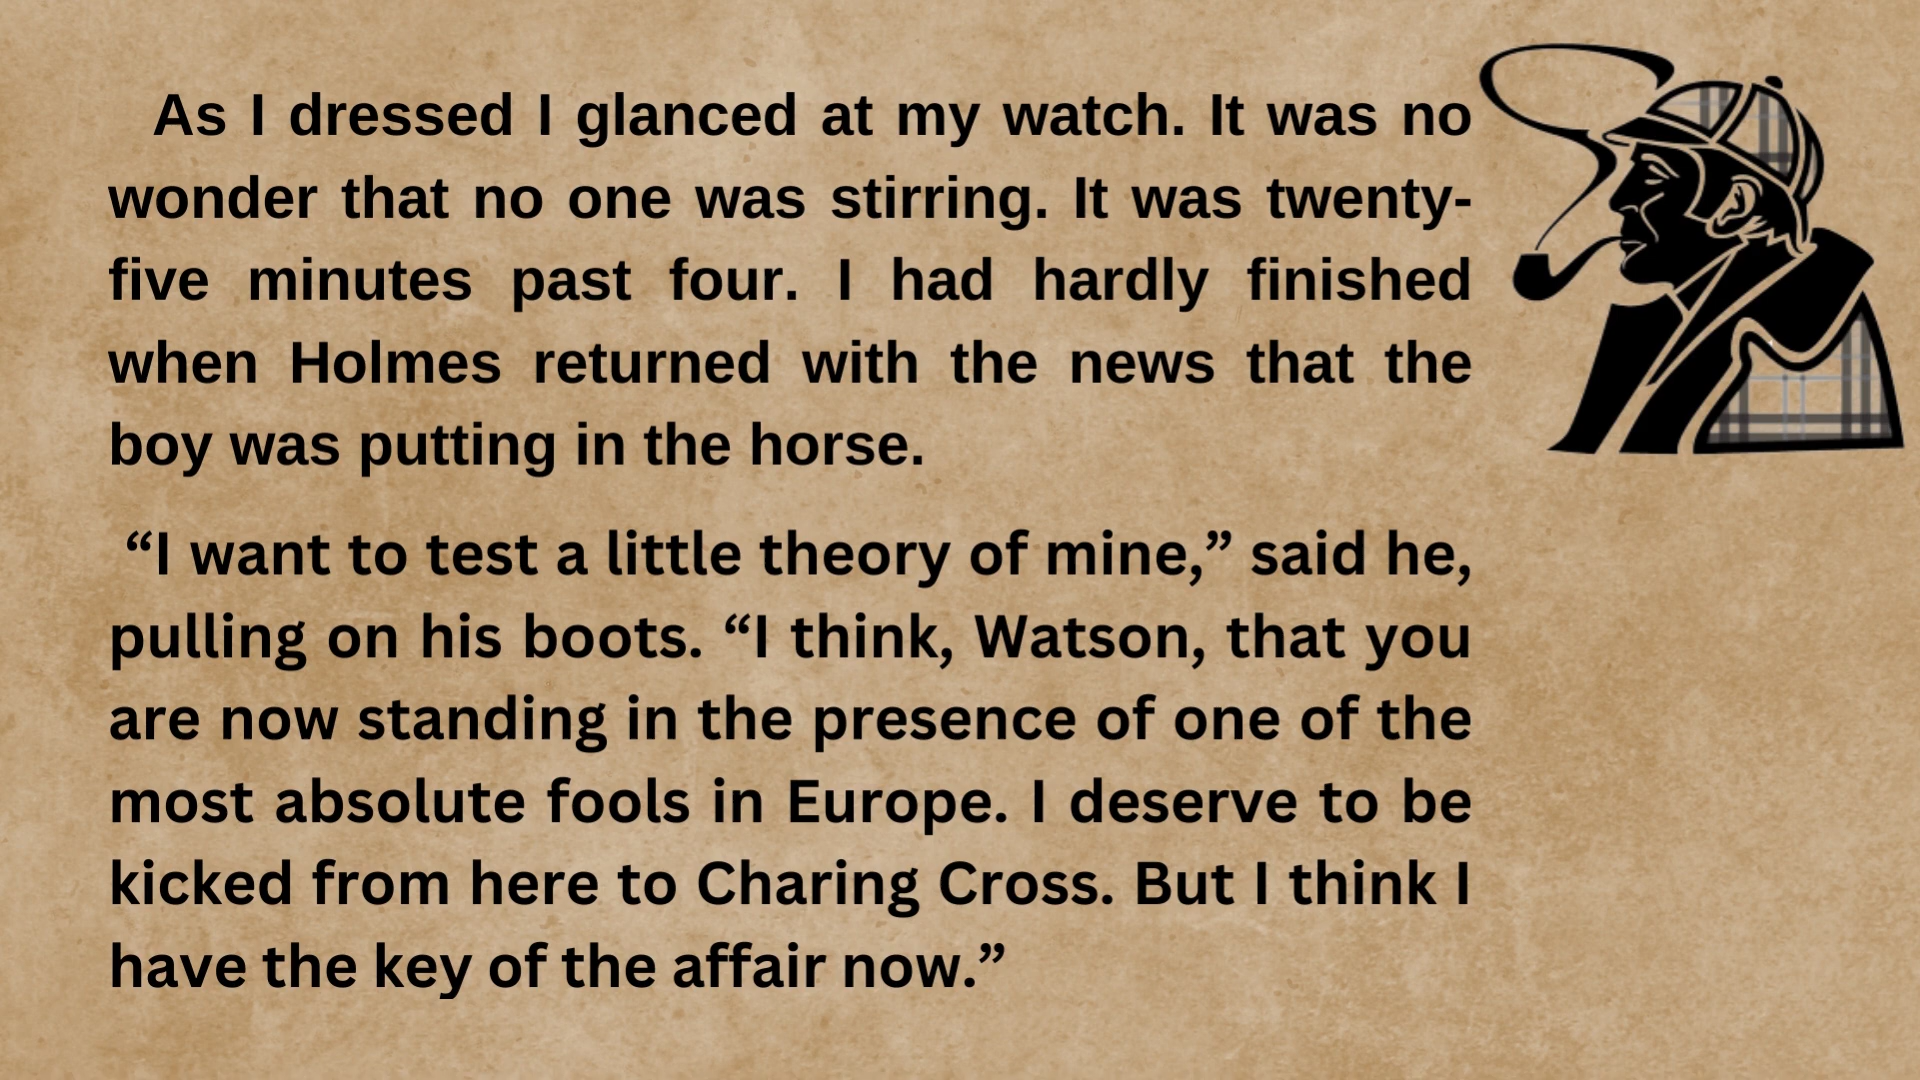 As I dressed I glanced at my watch. It was no
wonder that no one was stirring. It was twenty-
five minutes past four. I had hardly finished
when Holmes returned with the news that the
boy was putting in the horse.
“I want to test a little theory of mine,” said he,
pulling on his boots. “I think, Watson, that you
are now standing in the presence of one of the
most absolute fools in Europe. I deserve to be
kicked from here to Charing Cross. But I think I
have the key of the affair now.”